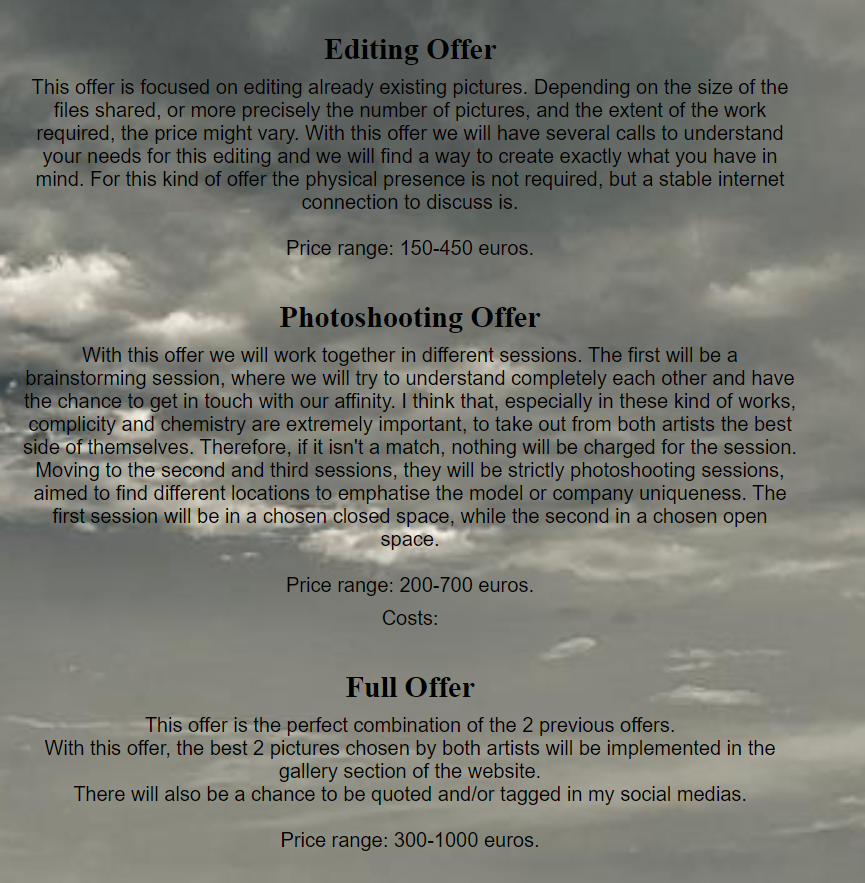 Editing Offer
This offer is focused on editing already existing pictures. Depending on the size of the
files shared, or more precisely the number of pictures, and the extent of the work
required, the price might vary. With this offer we will have several calls to understand
your needs for this editing and we will find a way to create exactly what you have in
mind. For this kind of offer the physical presence is not required, but a stable internet
connection to discuss is.
Price range: 150-450 euros.
Photoshooting Offer
With this offer we will work together in different sessions. The first will be a
brainstorming session, where we will try to understand completely each other and have
the chance to get in touch with our affinity. I think that, especially in these kind of works,
complicity and chemistry are extremely important, to take out from both artists the best
side of themselves. Therefore, if it isn't a match, nothing will be charged for the session.
Moving to the second and third sessions, they will be strictly photoshooting sessions,
aimed to find different locations to emphatise the model or company uniqueness. The
first session will be in a chosen closed space, while the second in a chosen open
space.
Price range: 200-700 euros.
Costs:
Full Offer
This offer is the perfect combination of the 2 previous offers.
With this offer, the best 2 pictures chosen by both artists will be implemented in the
gallery section of the website.
There will also be a chance to be quoted and/or tagged in my social medias.
Price range: 300-1000 euros.